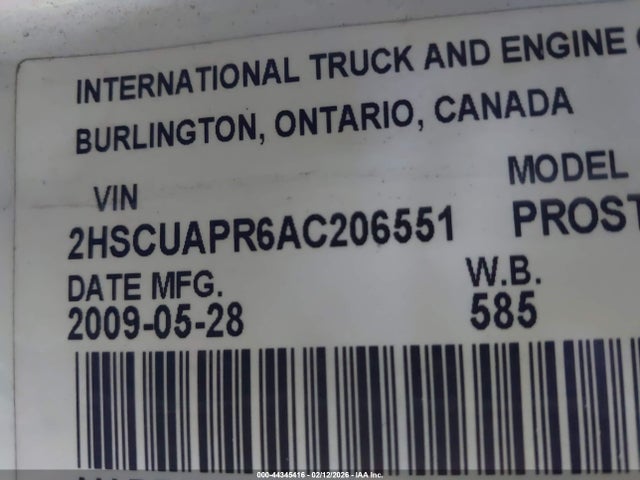 INTERNATIONAL TRUCK AND ENGINE
BURLINGTON, ONTARIO, CANADA
VIN MODEL
2HSCUAPR6AC206551 PROST
DATE MFG. W.B.
2009-05-28 585
000-44345416 - 02/12/2026 - IAA Inc.